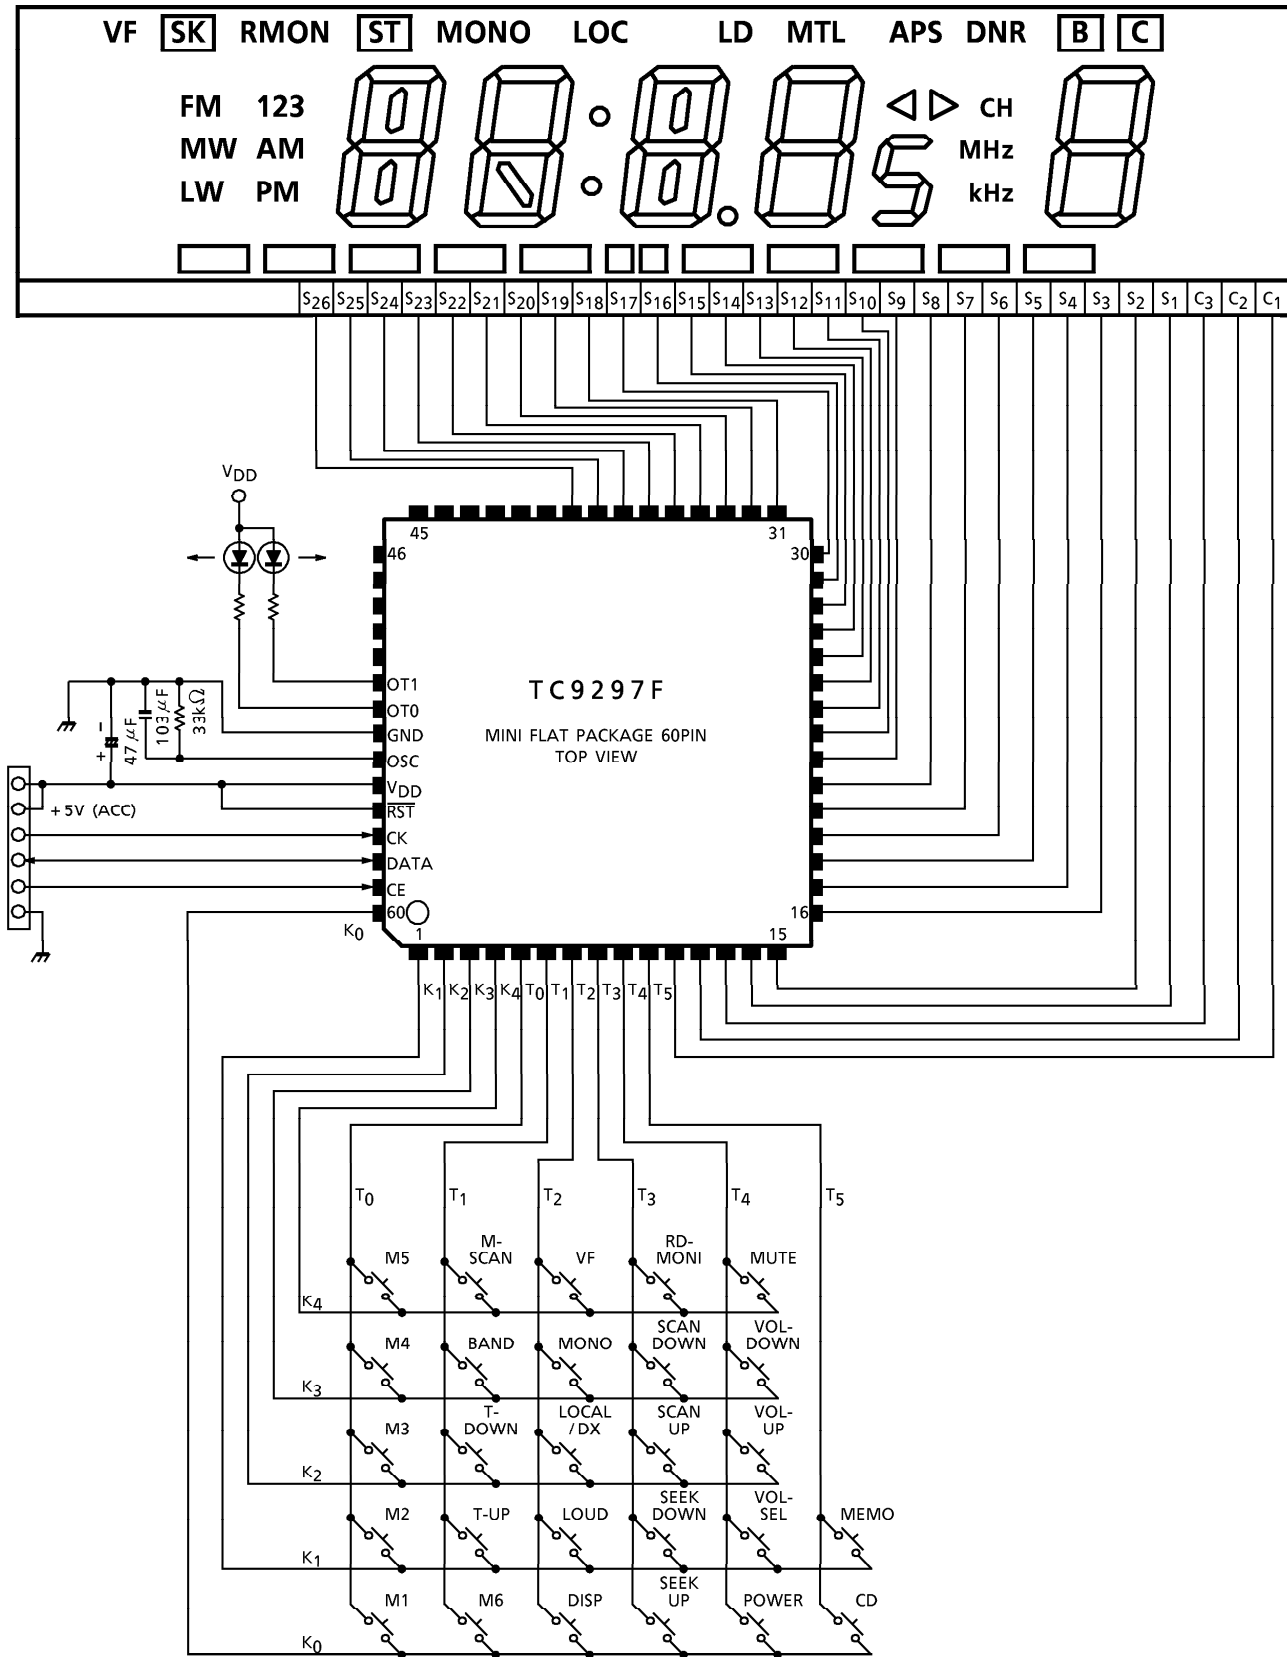 VF SK RMON ST MONO LOC LD MTL APS DNR B C
FM 123 CH
MW AM MHz
LW PM kHz
S26 S25 S24 S23 S22 S21 S20 S19 S18 S17 S16 S15 S14 S13 S12 S11 S10 S9 S8 S7 S6 S5 S4 S3 S2 S1 C3 C2 C1
VDD
45 31
46 30
TC9297F
MINI FLAT PACKAGE 60PIN
TOP VIEW
OT1
OT0
GND
OSC
VDD
RST
CK
DATA
CE
- +
47 μF
103 μF
33kΩ
+5V (ACC)
60 16
K0 1 15
K1 K2 K3 K4 T0 T1 T2 T3 T4 T5
T0 T1 T2 T3 T4 T5
M5 M-SCAN VF RD-MONI MUTE
K4
M4 BAND MONO SCAN DOWN VOL-DOWN
K3
M3 T-DOWN LOCAL/DX SCAN UP VOL-UP
K2
M2 T-UP LOUD SEEK DOWN VOL-SEL MEMO
K1
M1 M6 DISP SEEK UP POWER CD
K0